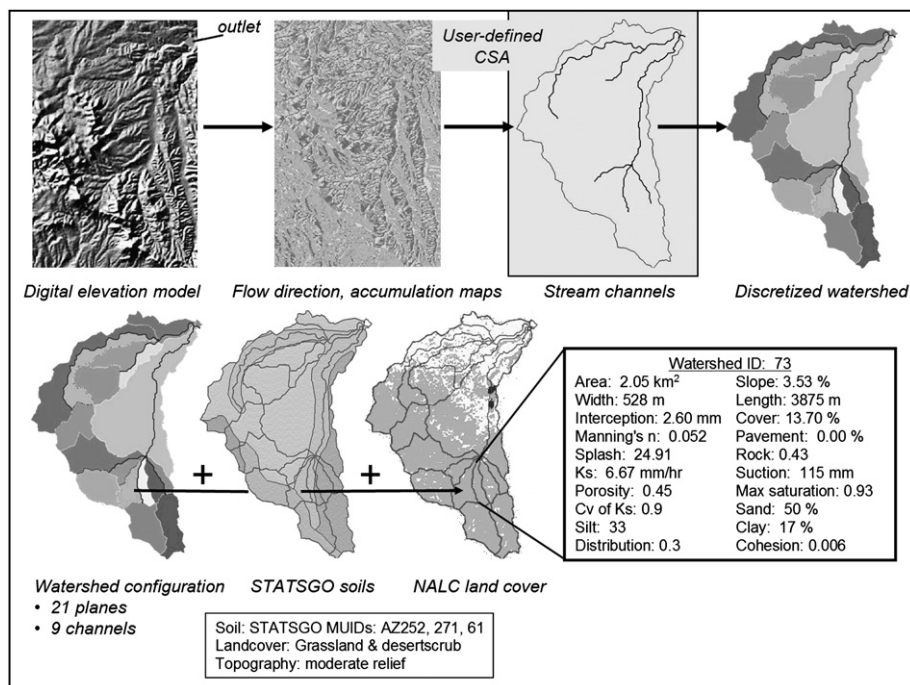 outlet
User-defined
CSA
Digital elevation model
Flow direction, accumulation maps
Stream channels
Discretized watershed
+
+
Watershed ID: 73
Area: 2.05 km² Slope: 3.53 %
Width: 528 m Length: 3875 m
Interception: 2.60 mm Cover: 13.70 %
Manning's n: 0.052 Pavement: 0.00 %
Splash: 24.91 Rock: 0.43
Ks: 6.67 mm/hr Suction: 115 mm
Porosity: 0.45 Max saturation: 0.93
Cv of Ks: 0.9 Sand: 50 %
Silt: 33 Clay: 17 %
Distribution: 0.3 Cohesion: 0.006
Watershed configuration
• 21 planes
• 9 channels
STATSGO soils
NALC land cover
Soil: STATSGO MUIDs: AZ252, 271, 61
Landcover: Grassland & desertscrub
Topography: moderate relief